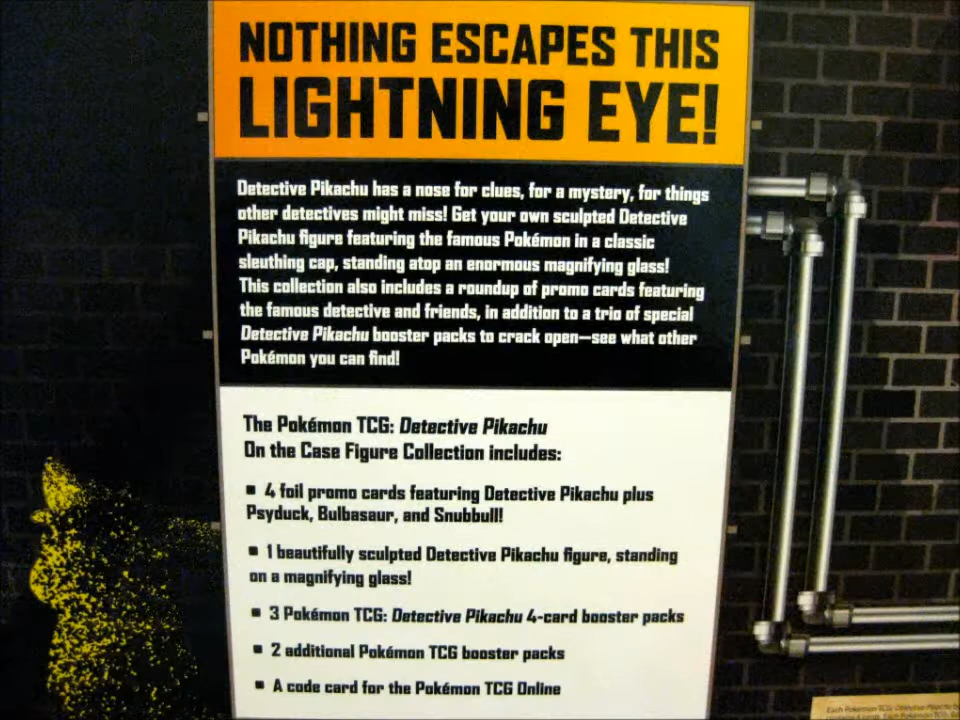 NOTHING ESCAPES THIS
LIGHTNING EYE!
Detective Pikachu has a nose for clues, for a mystery, for things
other detectives might miss! Get your own sculpted Detective
Pikachu figure featuring the famous Pokémon in a classic
sleuthing cap, standing atop an enormous magnifying glass!
This collection also includes a roundup of promo cards featuring
the famous detective and friends, in addition to a trio of special
Detective Pikachu booster packs to crack open—see what other
Pokémon you can find!
The Pokémon TCG: Detective Pikachu
On the Case Figure Collection includes:
▪ 4 foil promo cards featuring Detective Pikachu plus
Psyduck, Bulbasaur, and Snubbull!
▪ 1 beautifully sculpted Detective Pikachu figure, standing
on a magnifying glass!
▪ 3 Pokémon TCG: Detective Pikachu 4-card booster packs
▪ 2 additional Pokémon TCG booster packs
▪ A code card for the Pokémon TCG Online
Each Pokémon TCG: Detective Pikachu